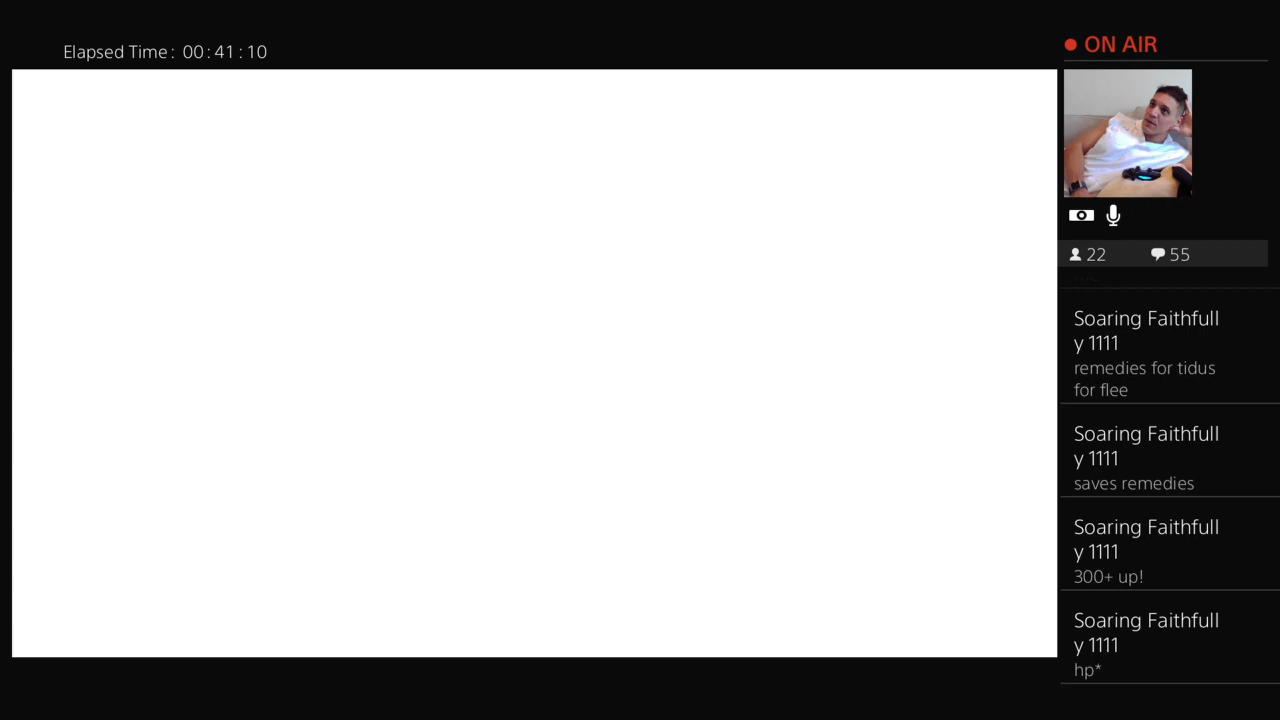 Elapsed Time: 00:41:10
ON AIR
22 55
Soaring Faithfull
y 1111
remedies for tidus
for flee
Soaring Faithfull
y 1111
saves remedies
Soaring Faithfull
y 1111
300+ up!
Soaring Faithfull
y 1111
hp*